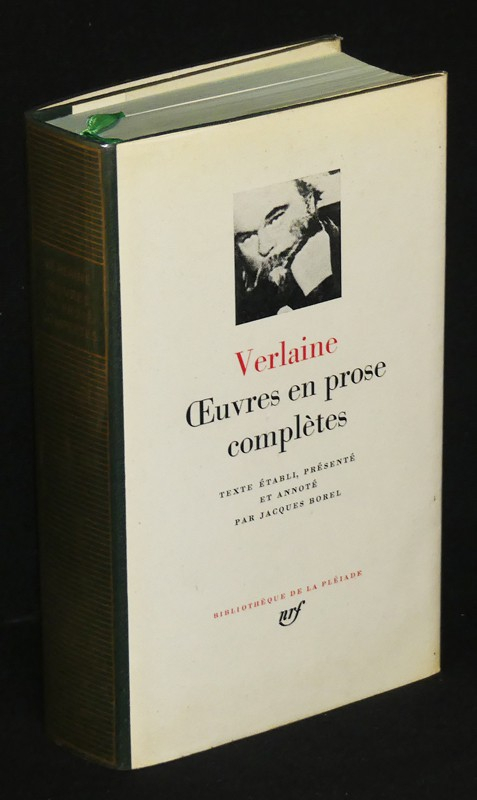 Verlaine
Œuvres en prose
complètes
TEXTE ÉTABLI, PRÉSENTÉ
ET ANNOTÉ
PAR JACQUES BOREL
BIBLIOTHÈQUE DE LA PLÉIADE
nrf